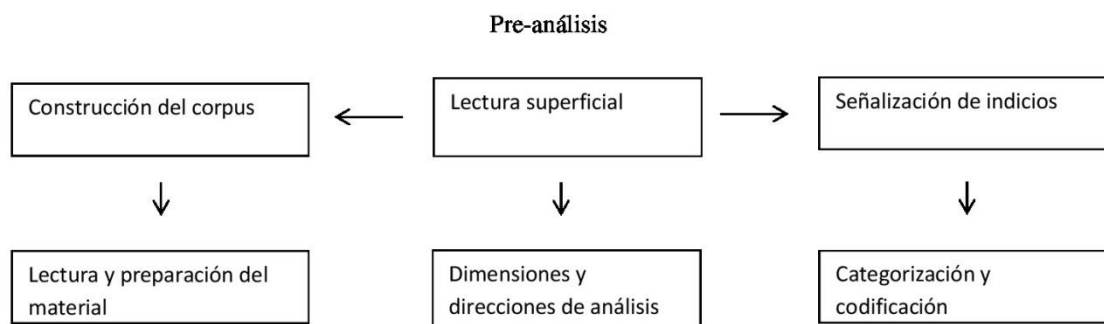 Pre-análisis
Construcción del corpus
Lectura superficial
Señalización de indicios
Lectura y preparación del
material
Dimensiones y
direcciones de análisis
Categorización y
codificación